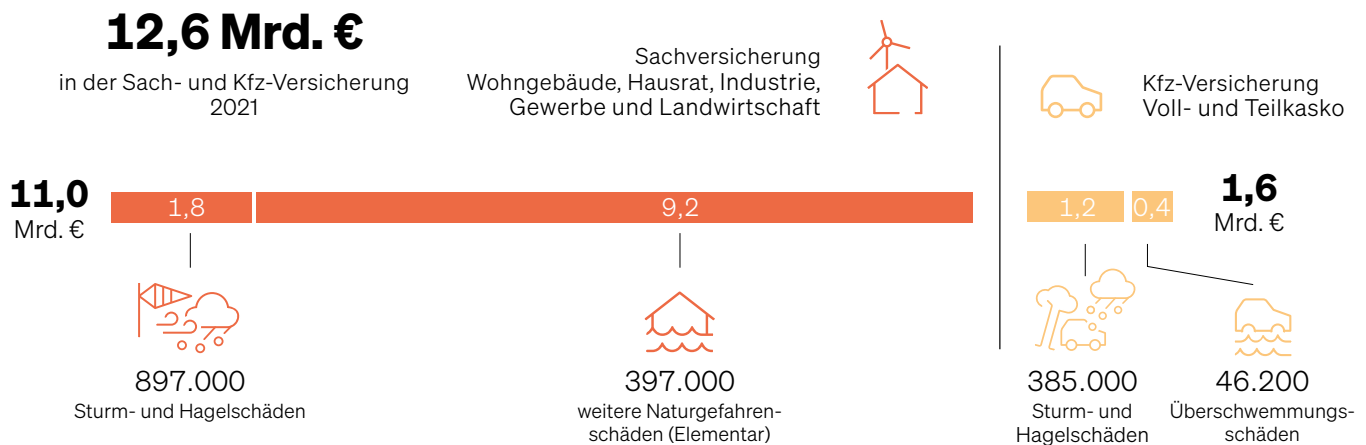 12,6 Mrd. €
in der Sach- und Kfz-Versicherung
2021
Sachversicherung
Wohngebäude, Hausrat, Industrie,
Gewerbe und Landwirtschaft
Kfz-Versicherung
Voll- und Teilkasko
11,0
Mrd. €
1,8
9,2
1,2
0,4
1,6
Mrd. €
897.000
Sturm- und Hagelschäden
397.000
weitere Naturgefahren-
schäden (Elementar)
385.000
Sturm- und
Hagelschäden
46.200
Überschwemmungs-
schäden